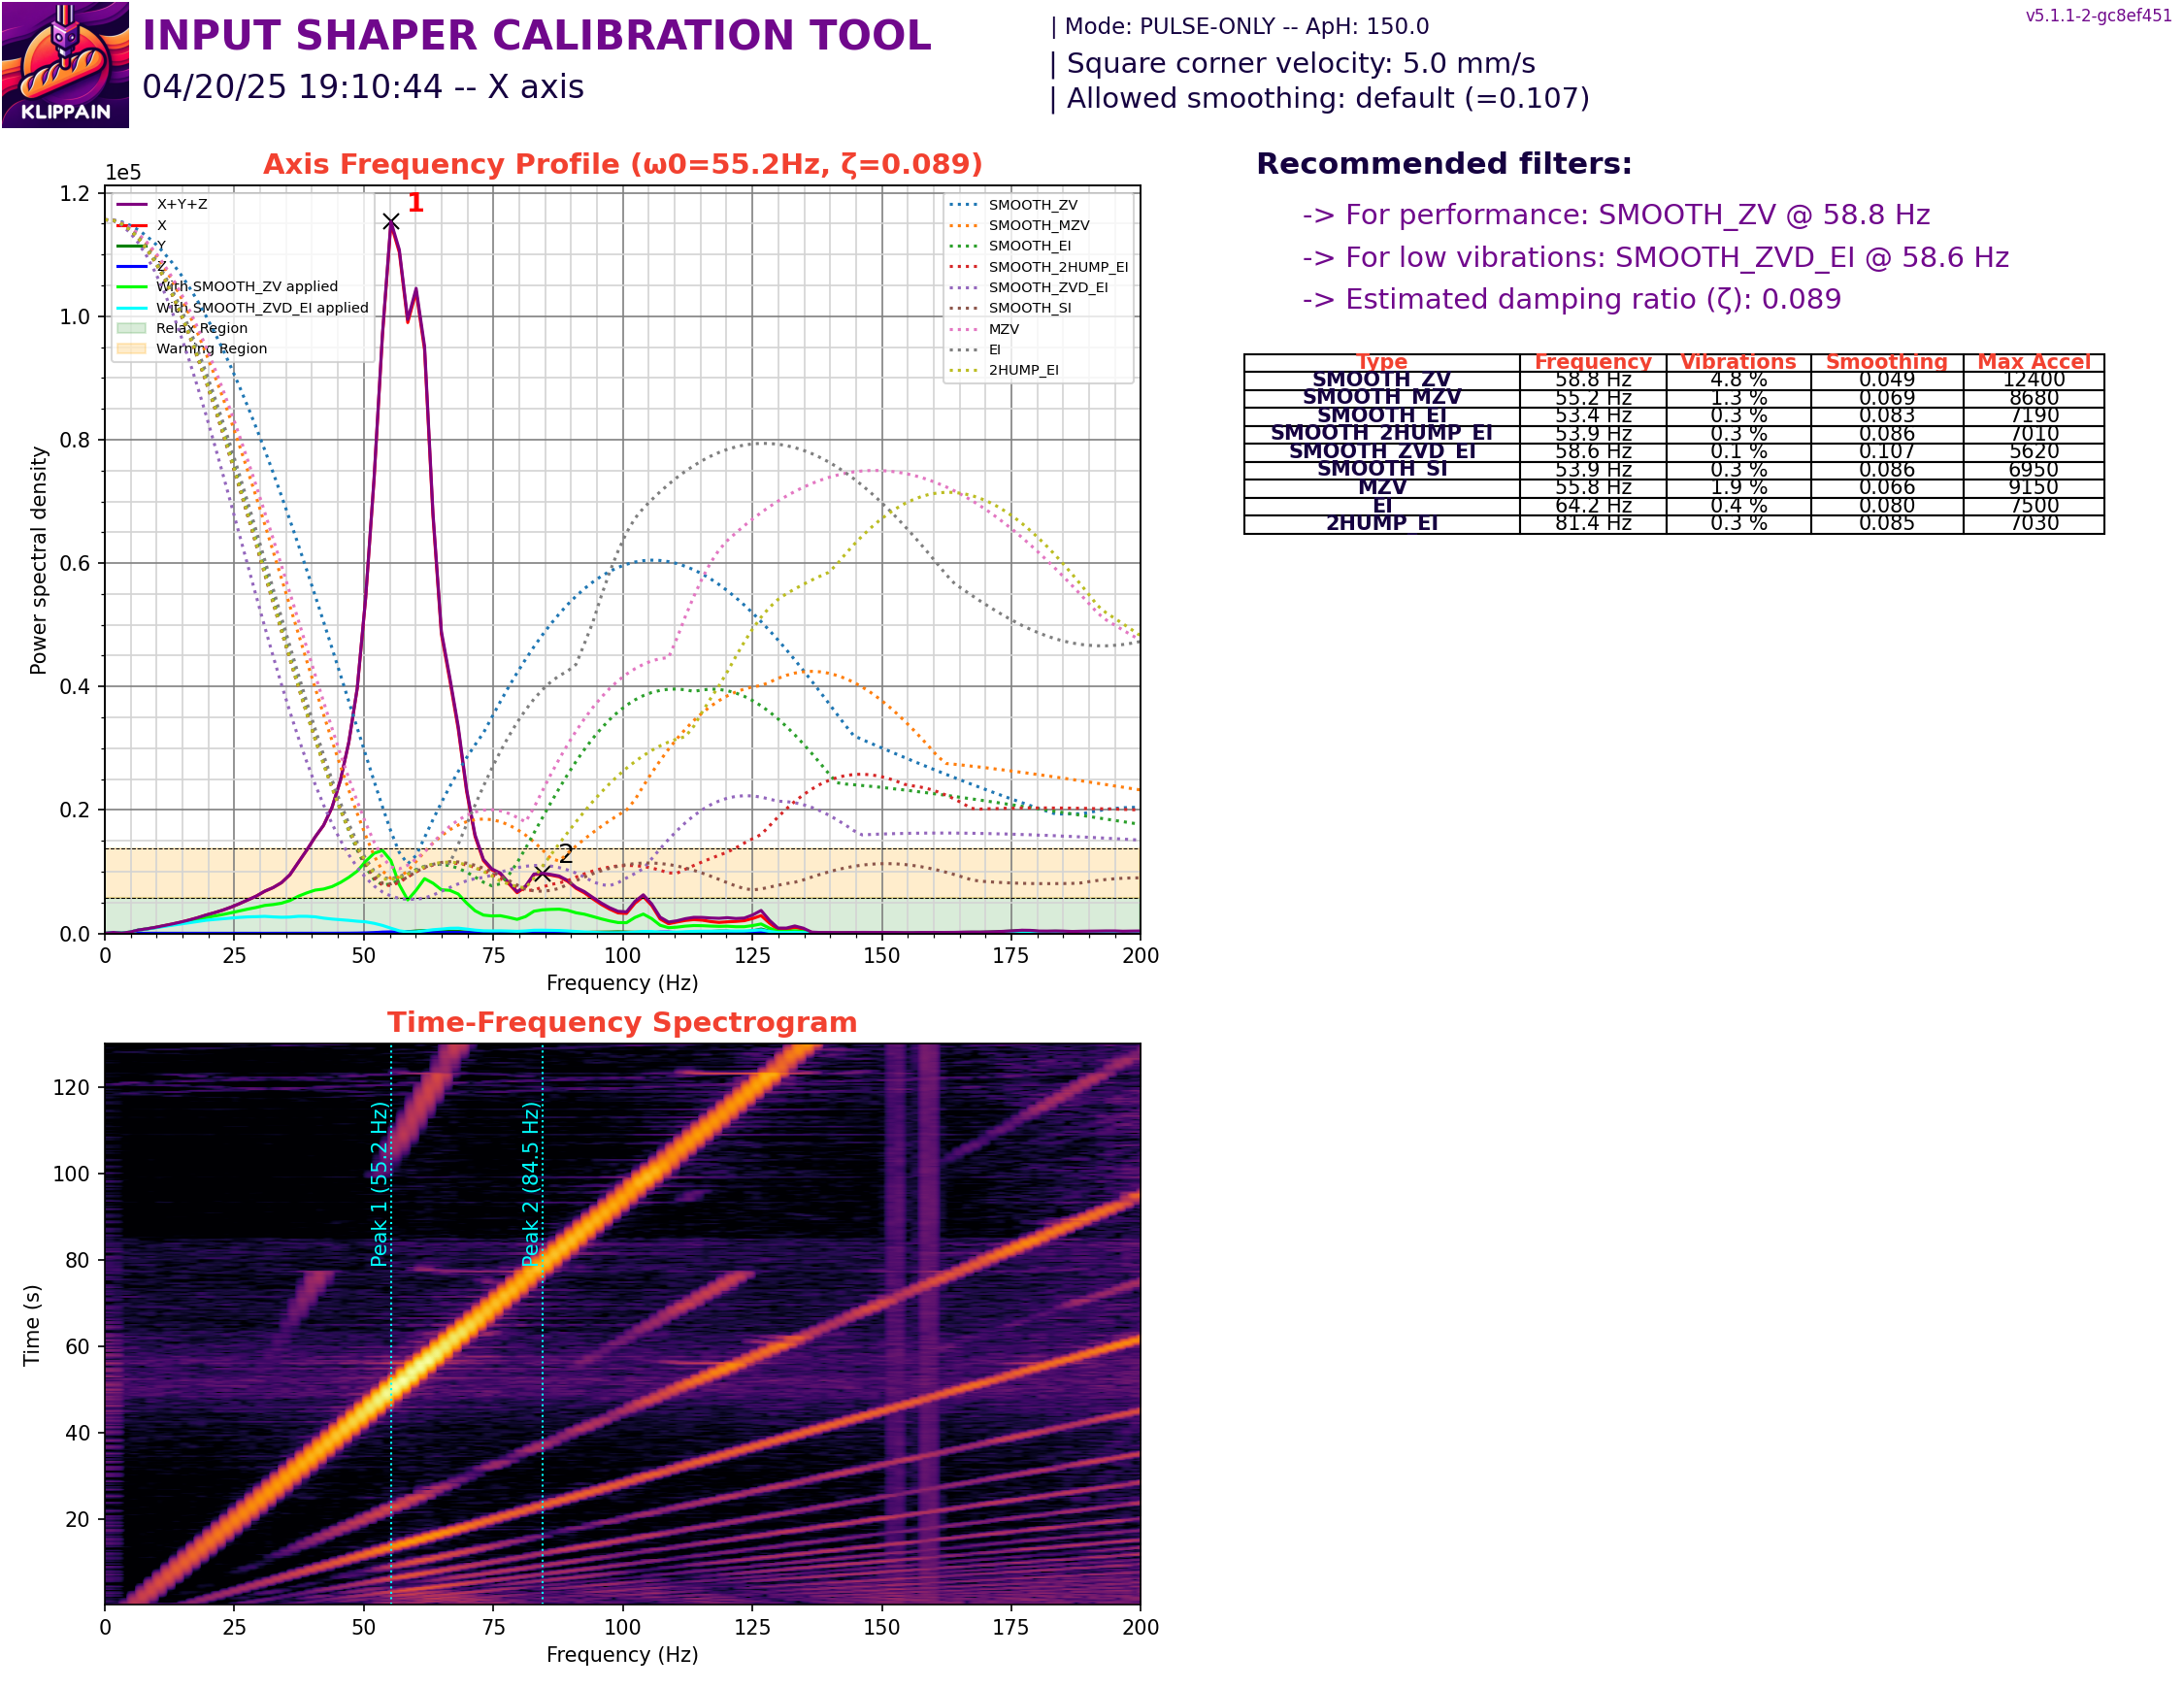 KLIPPAIN
INPUT SHAPER CALIBRATION TOOL
04/20/25 19:10:44 -- X axis
| Mode: PULSE-ONLY -- ApH: 150.0
| Square corner velocity: 5.0 mm/s
| Allowed smoothing: default (=0.107)
v5.1.1-2-gc8ef451
Axis Frequency Profile (ω0=55.2Hz, ζ=0.089)
1e5
1.2
1.0
0.8
0.6
0.4
0.2
0.0
Power spectral density
X+Y+Z
X
Y
Z
With SMOOTH_ZV applied
With SMOOTH_ZVD_EI applied
Relax Region
Warning Region
1
2
SMOOTH_ZV
SMOOTH_MZV
SMOOTH_EI
SMOOTH_2HUMP_EI
SMOOTH_ZVD_EI
SMOOTH_SI
MZV
EI
2HUMP_EI
0 25 50 75 100 125 150 175 200
Frequency (Hz)
Recommended filters:
-> For performance: SMOOTH_ZV @ 58.8 Hz
-> For low vibrations: SMOOTH_ZVD_EI @ 58.6 Hz
-> Estimated damping ratio (ζ): 0.089
Type Frequency Vibrations Smoothing Max Accel
SMOOTH_ZV 58.8 Hz 4.8 % 0.049 12400
SMOOTH_MZV 55.2 Hz 1.3 % 0.069 8680
SMOOTH_EI 53.4 Hz 0.3 % 0.083 7190
SMOOTH_2HUMP_EI 53.9 Hz 0.3 % 0.086 7010
SMOOTH_ZVD_EI 58.6 Hz 0.1 % 0.107 5620
SMOOTH_SI 53.9 Hz 0.3 % 0.086 6950
MZV 55.8 Hz 1.9 % 0.066 9150
EI 64.2 Hz 0.4 % 0.080 7500
2HUMP_EI 81.4 Hz 0.3 % 0.085 7030
Time-Frequency Spectrogram
120
100
80
60
40
20
Time (s)
Peak 1 (55.2 Hz)
Peak 2 (84.5 Hz)
0 25 50 75 100 125 150 175 200
Frequency (Hz)